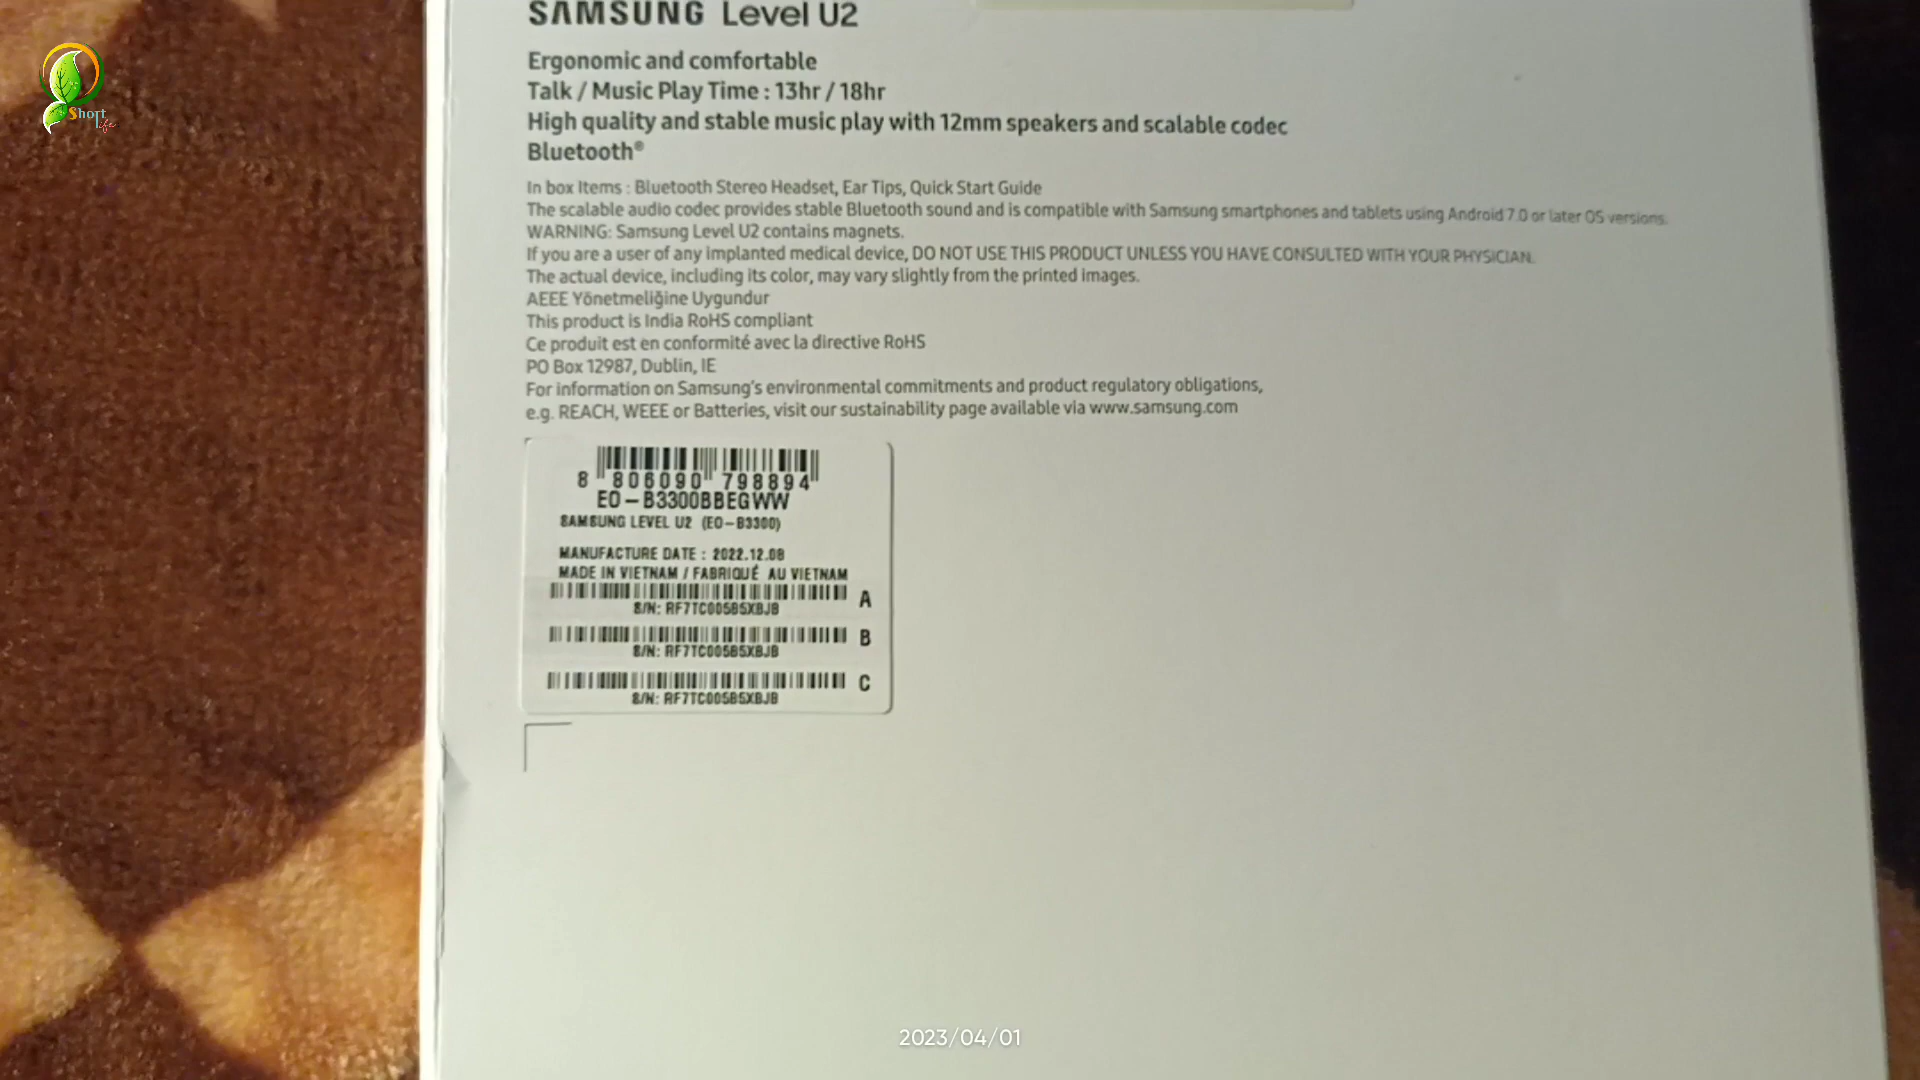 SAMSUNG Level U2
Ergonomic and comfortable
Talk / Music Play Time : 13hr / 18hr
High quality and stable music play with 12mm speakers and scalable codec
Bluetooth®
In box Items : Bluetooth Stereo Headset, Ear Tips, Quick Start Guide
The scalable audio codec provides stable Bluetooth sound and is compatible with Samsung smartphones and tablets using Android 7.0 or later OS versions.
WARNING: Samsung Level U2 contains magnets.
If you are a user of any implanted medical device, DO NOT USE THIS PRODUCT UNLESS YOU HAVE CONSULTED WITH YOUR PHYSICIAN.
The actual device, including its color, may vary slightly from the printed images.
AEEE Yönetmeliğine Uygundur
This product is India RoHS compliant
Ce produit est en conformité avec la directive RoHS
PO Box 12987, Dublin, IE
For information on Samsung's environmental commitments and product regulatory obligations,
e.g. REACH, WEEE or Batteries, visit our sustainability page available via www.samsung.com
8 806090 798894
EO-B3300BBEGWW
SAMSUNG LEVEL U2 (EO-B3300)
MANUFACTURE DATE : 2022.12.08
MADE IN VIETNAM / FABRIQUÉ AU VIETNAM
A
S/N: RF7TC005B5XBJB
B
S/N: RF7TC005B5XBJB
C
S/N: RF7TC005B5XBJB
Short
life
2023/04/01